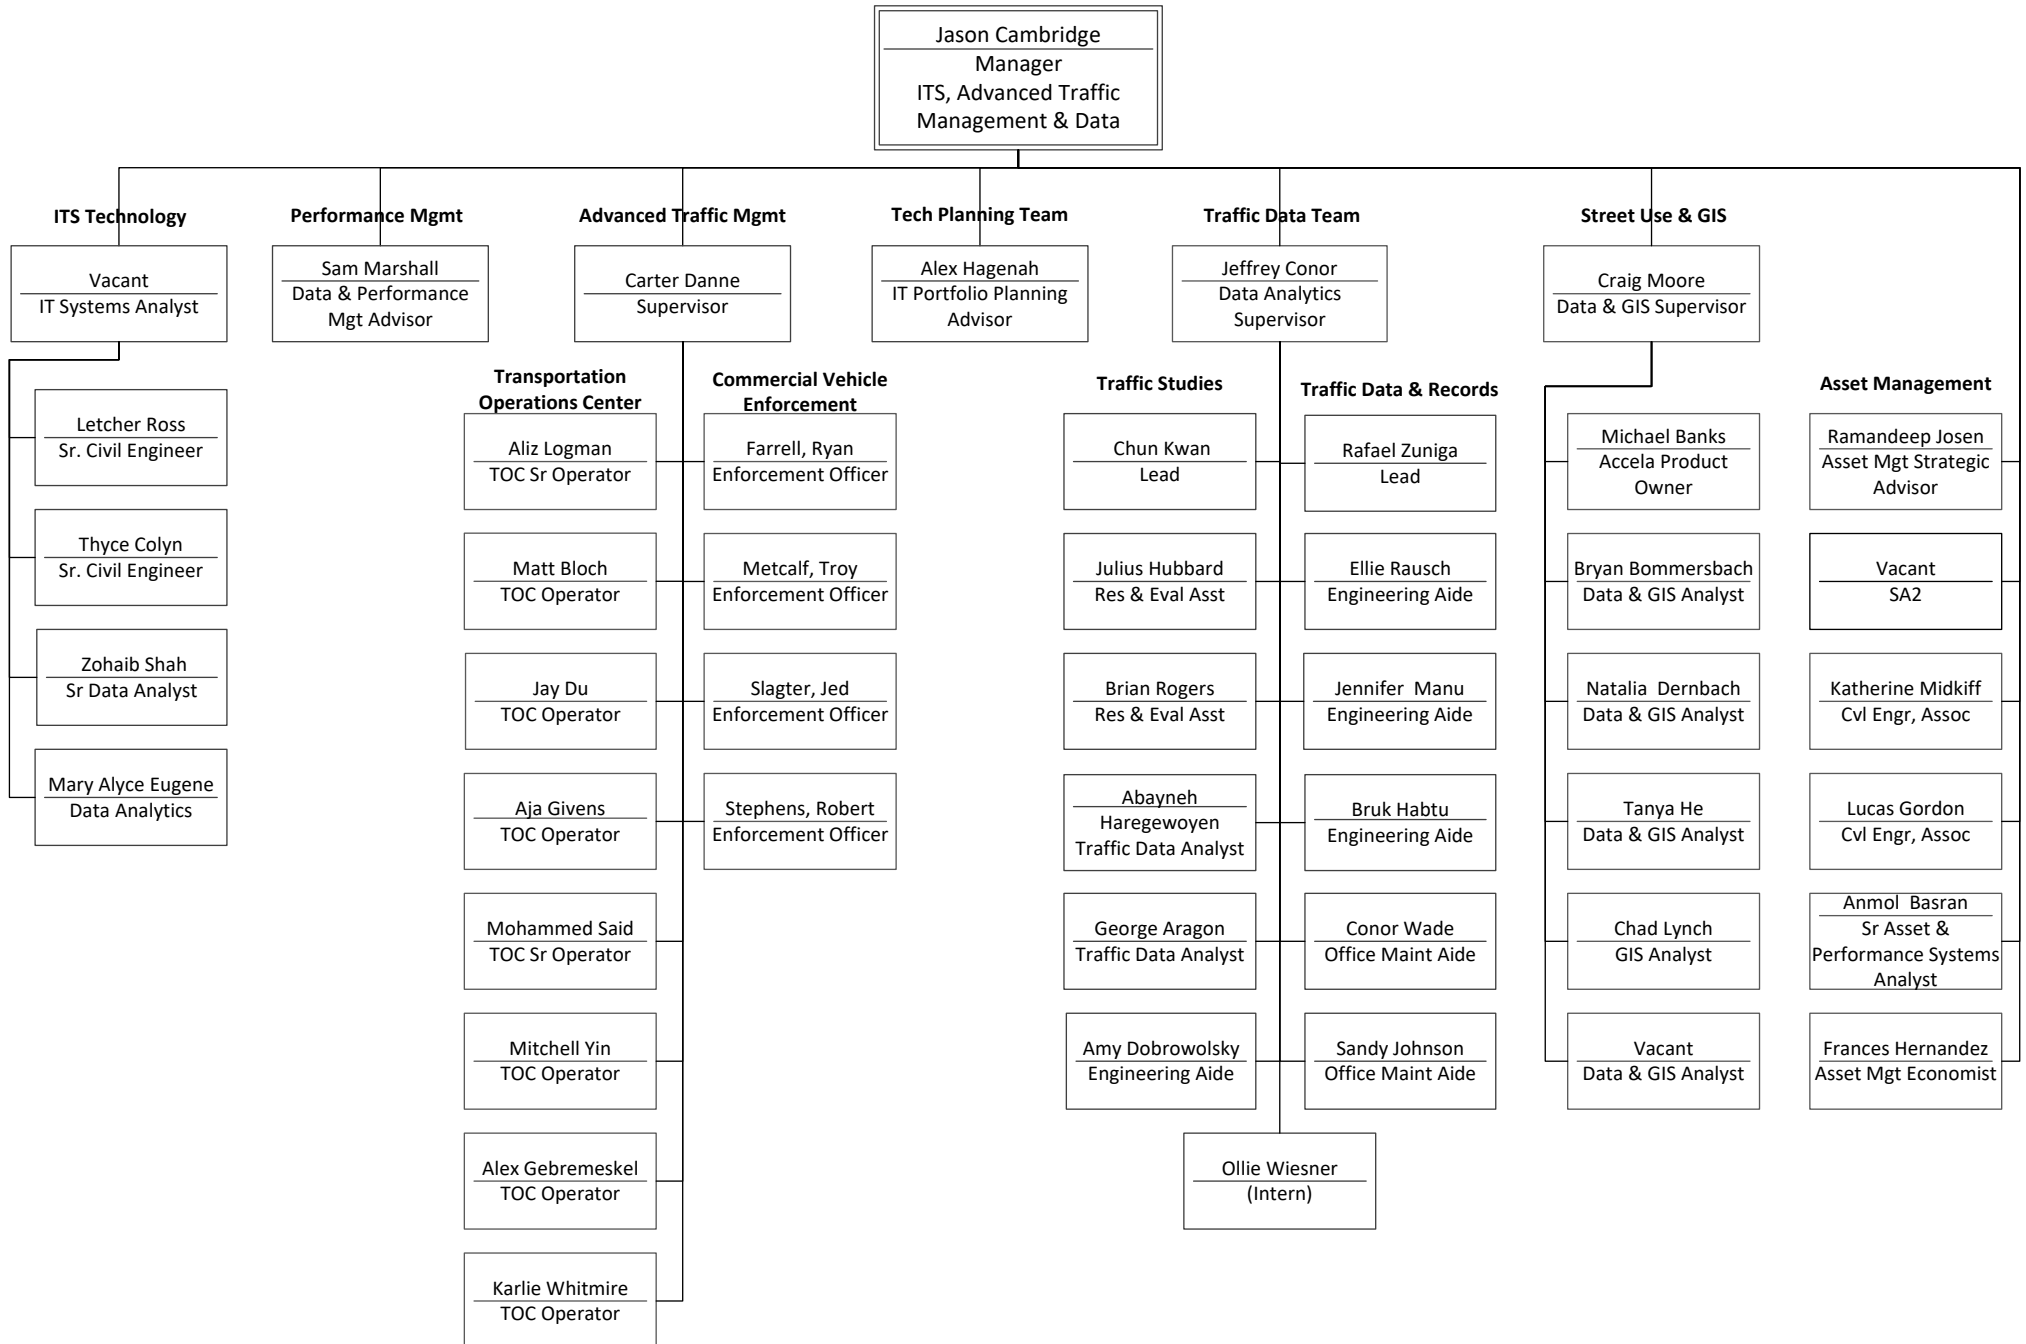 Jason Cambridge
Manager
ITS, Advanced Traffic
Management & Data
ITS Technology
Vacant
IT Systems Analyst
Letcher Ross
Sr. Civil Engineer
Thyce Colyn
Sr. Civil Engineer
Zohaib Shah
Sr Data Analyst
Mary Alyce Eugene
Data Analytics
Performance Mgmt
Sam Marshall
Data & Performance
Mgt Advisor
Advanced Traffic Mgmt
Carter Danne
Supervisor
Transportation
Operations Center
Aliz Logman
TOC Sr Operator
Matt Bloch
TOC Operator
Jay Du
TOC Operator
Aja Givens
TOC Operator
Mohammed Said
TOC Sr Operator
Mitchell Yin
TOC Operator
Alex Gebremeskel
TOC Operator
Karlie Whitmire
TOC Operator
Commercial Vehicle
Enforcement
Farrell, Ryan
Enforcement Officer
Metcalf, Troy
Enforcement Officer
Slagter, Jed
Enforcement Officer
Stephens, Robert
Enforcement Officer
Tech Planning Team
Alex Hagenah
IT Portfolio Planning
Advisor
Traffic Data Team
Jeffrey Conor
Data Analytics
Supervisor
Traffic Studies
Chun Kwan
Lead
Julius Hubbard
Res & Eval Asst
Brian Rogers
Res & Eval Asst
Abayneh
Haregewoyen
Traffic Data Analyst
George Aragon
Traffic Data Analyst
Amy Dobrowolsky
Engineering Aide
Traffic Data & Records
Rafael Zuniga
Lead
Ellie Rausch
Engineering Aide
Jennifer  Manu
Engineering Aide
Bruk Habtu
Engineering Aide
Conor Wade
Office Maint Aide
Sandy Johnson
Office Maint Aide
Ollie Wiesner
(Intern)
Street Use & GIS
Craig Moore
Data & GIS Supervisor
Michael Banks
Accela Product
Owner
Bryan Bommersbach
Data & GIS Analyst
Natalia  Dernbach
Data & GIS Analyst
Tanya He
Data & GIS Analyst
Chad Lynch
GIS Analyst
Vacant
Data & GIS Analyst
Asset Management
Ramandeep Josen
Asset Mgt Strategic
Advisor
Vacant
SA2
Katherine Midkiff
Cvl Engr, Assoc
Lucas Gordon
Cvl Engr, Assoc
Anmol  Basran
Sr Asset &
Performance Systems
Analyst
Frances Hernandez
Asset Mgt Economist